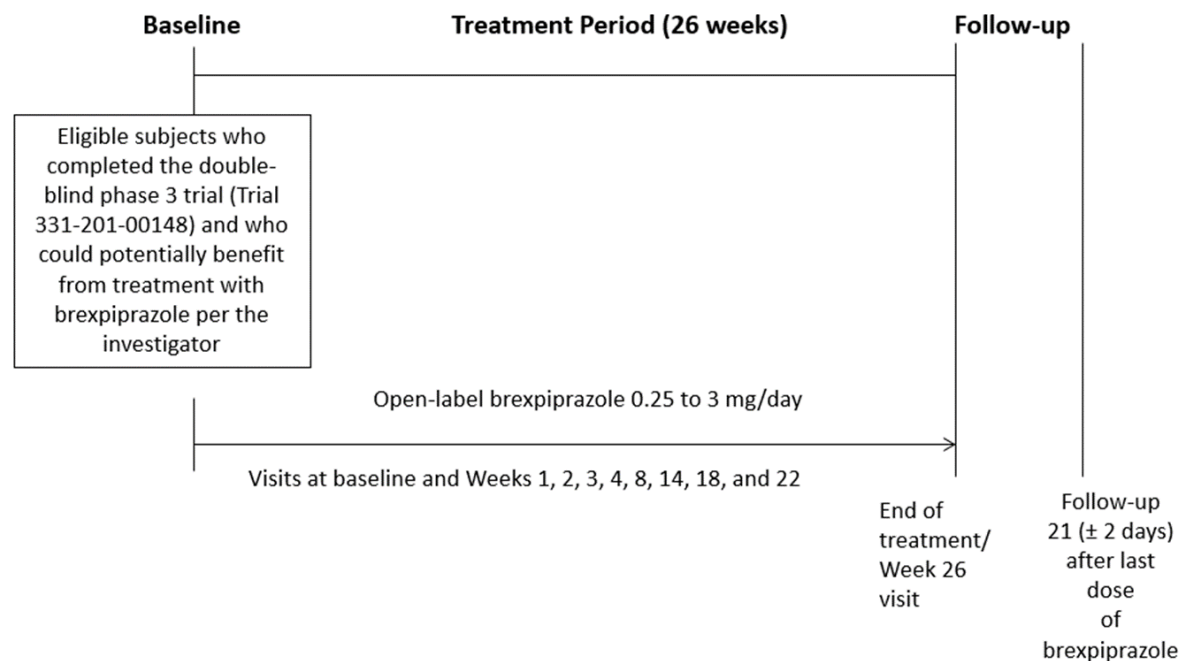 Baseline
Treatment Period (26 weeks)
Follow-up
Eligible subjects who
completed the double-
blind phase 3 trial (Trial
331-201-00148) and who
could potentially benefit
from treatment with
brexpiprazole per the
investigator
Open-label brexpiprazole 0.25 to 3 mg/day
Visits at baseline and Weeks 1, 2, 3, 4, 8, 14, 18, and 22
End of
treatment/
Week 26
visit
Follow-up
21 (± 2 days)
after last
dose
of
brexpiprazole